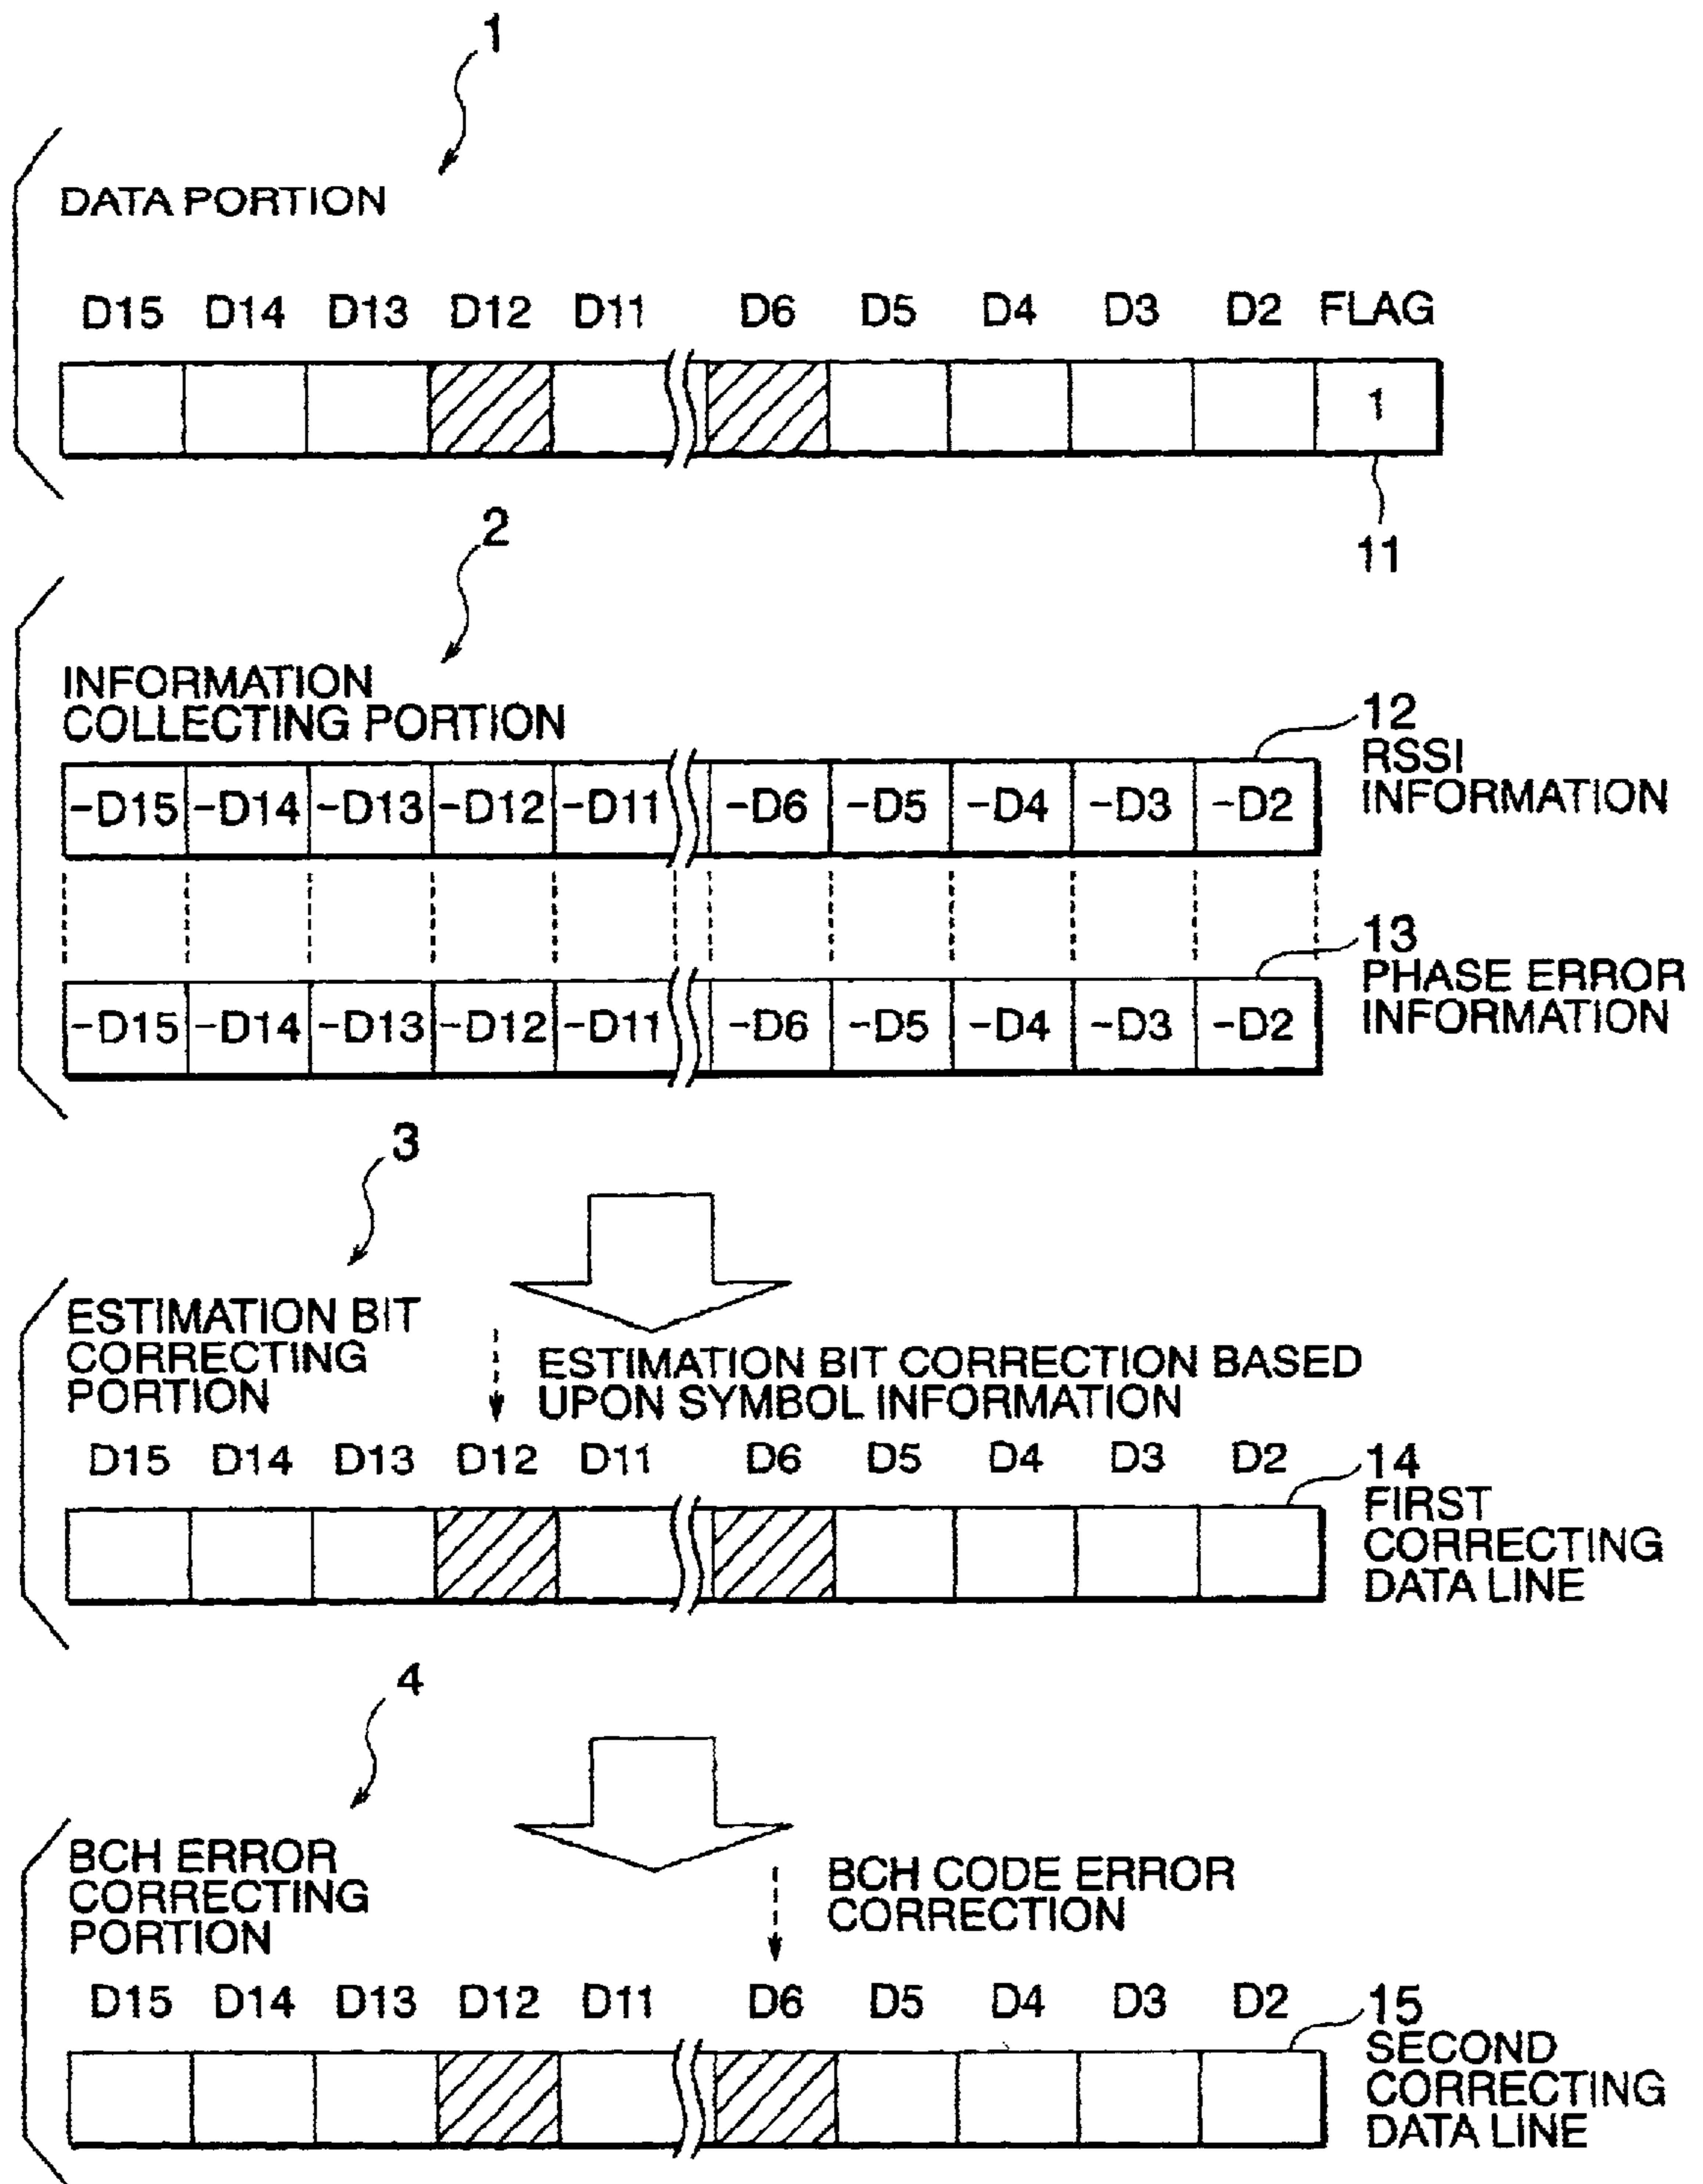 1
DATA PORTION
D15 D14 D13 D12 D11 D6 D5 D4 D3 D2 FLAG
1
11
2
INFORMATION
COLLECTING PORTION
12
RSSI
INFORMATION
-D15 -D14 -D13 -D12 -D11 -D6 -D5 -D4 -D3 -D2
13
PHASE ERROR
INFORMATION
-D15 -D14 -D13 -D12 -D11 -D6 -D5 -D4 -D3 -D2
3
ESTIMATION BIT
CORRECTING
PORTION
ESTIMATION BIT CORRECTION BASED
UPON SYMBOL INFORMATION
D15 D14 D13 D12 D11 D6 D5 D4 D3 D2
14
FIRST
CORRECTING
DATA LINE
4
BCH ERROR
CORRECTING
PORTION
BCH CODE ERROR
CORRECTION
D15 D14 D13 D12 D11 D6 D5 D4 D3 D2
15
SECOND
CORRECTING
DATA LINE